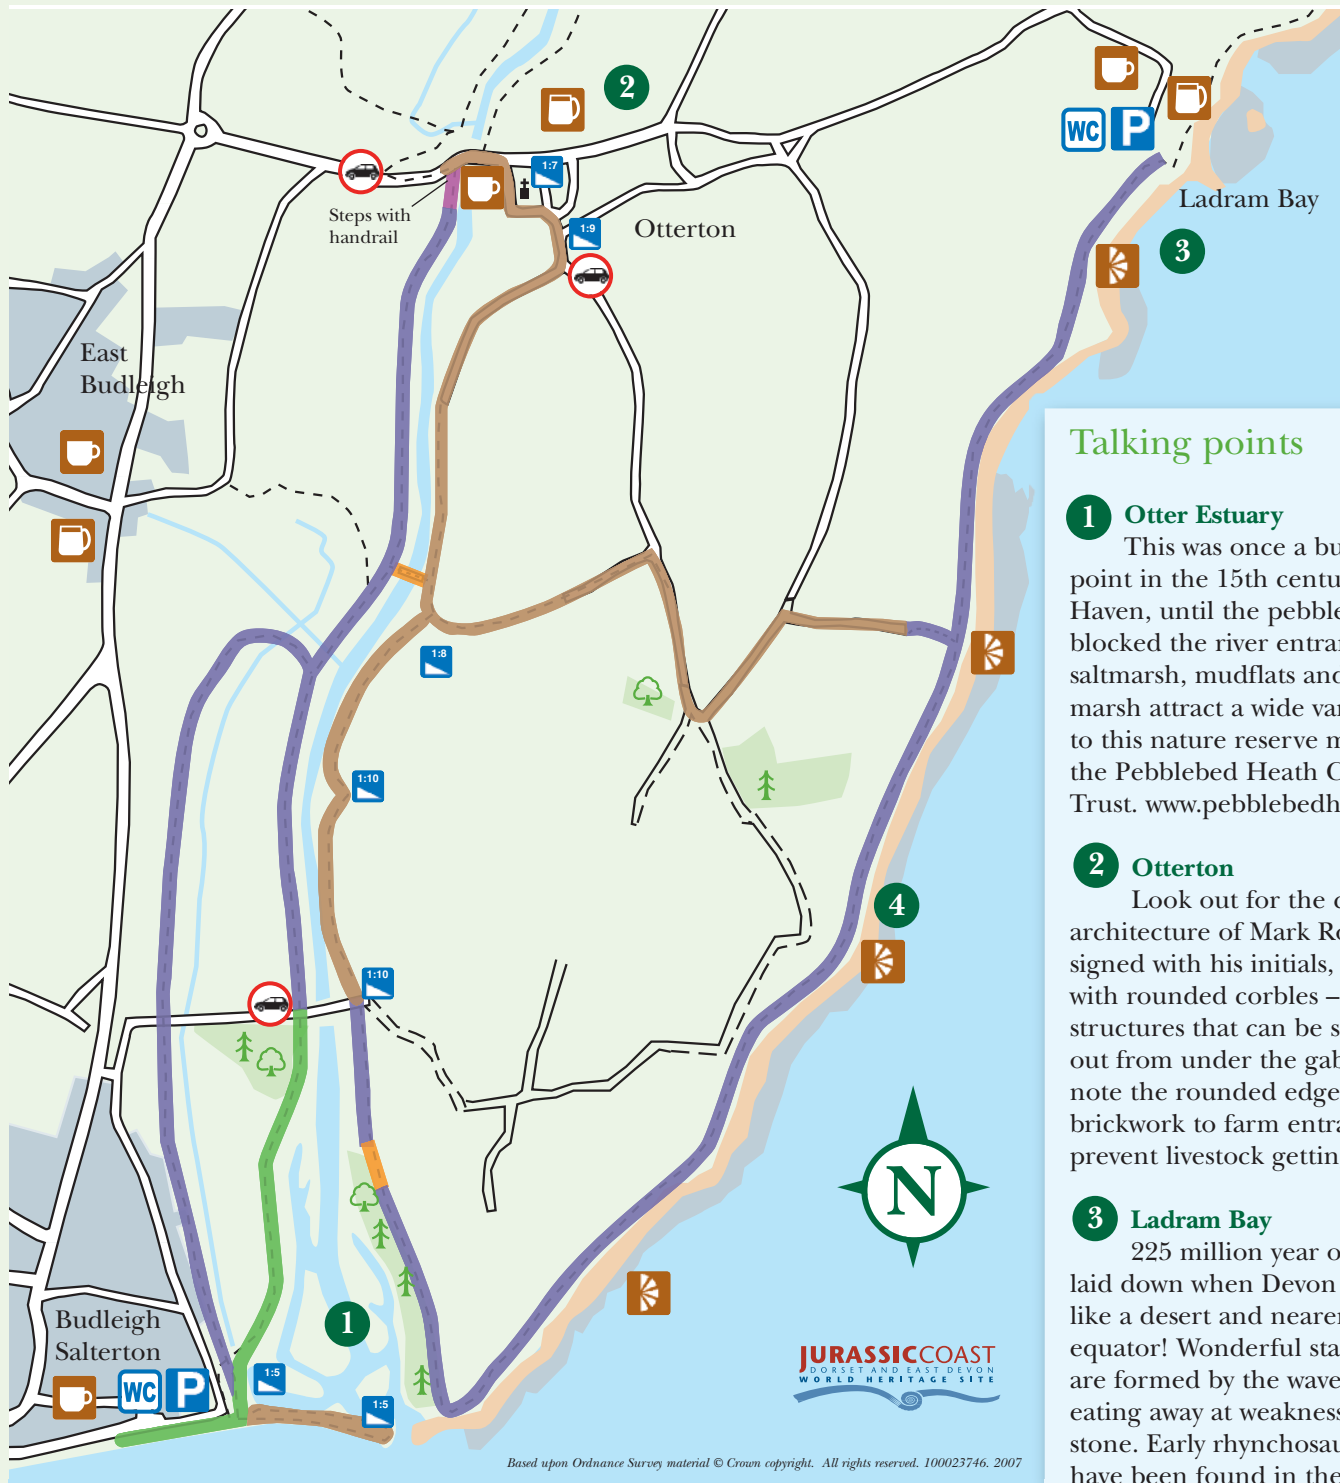 2
WC P
1:7
Steps with
handrail
Ladram Bay
Otterton
1:9
3
East
Budleigh
1:8
1:10
4
1:10
N
1
Budleigh
Salterton
WC P
1:5
1:5
JURASSIC COAST
DORSET AND EAST DEVON
WORLD HERITAGE SITE
Based upon Ordnance Survey material © Crown copyright. All rights reserved. 100023746. 2007
Talking points
1 Otter Estuary
This was once a bu
point in the 15th centu
Haven, until the pebble
blocked the river entran
saltmarsh, mudflats and
marsh attract a wide var
to this nature reserve m
the Pebblebed Heath C
Trust. www.pebblebedh
2 Otterton
Look out for the d
architecture of Mark Ro
signed with his initials,
with rounded corbles –
structures that can be s
out from under the gab
note the rounded edge
brickwork to farm entra
prevent livestock gettin
3 Ladram Bay
225 million year o
laid down when Devon
like a desert and nearer
equator! Wonderful sta
are formed by the wave
eating away at weakness
stone. Early rhynchosau
have been found in the